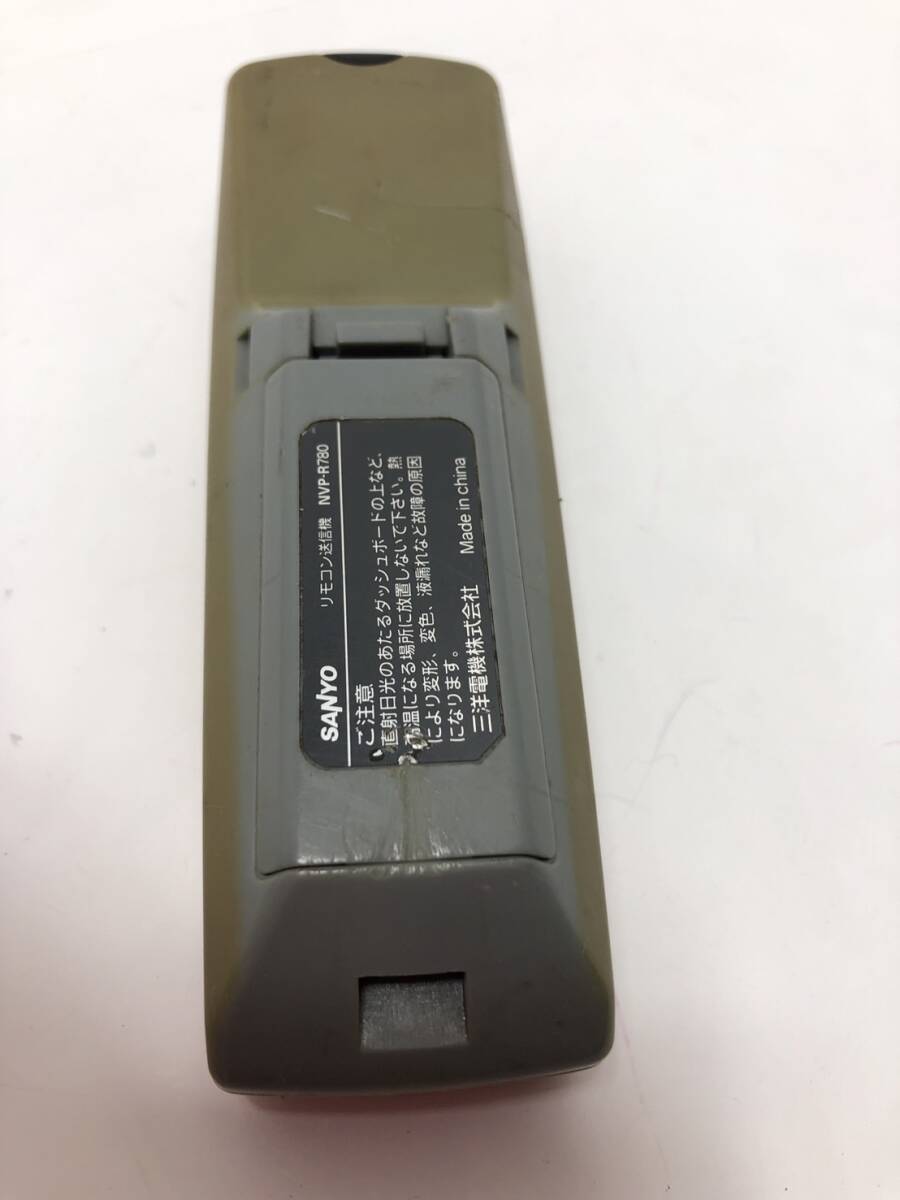 SANYO リモコン送信機 NVP-R780
ご注意
直射日光のあたるダッシュボードの上など、
温になる場所に放置しないで下さい。熱
により変形、変色、液漏れなど故障の原因
になります。
三洋電機株式会社 Made in china